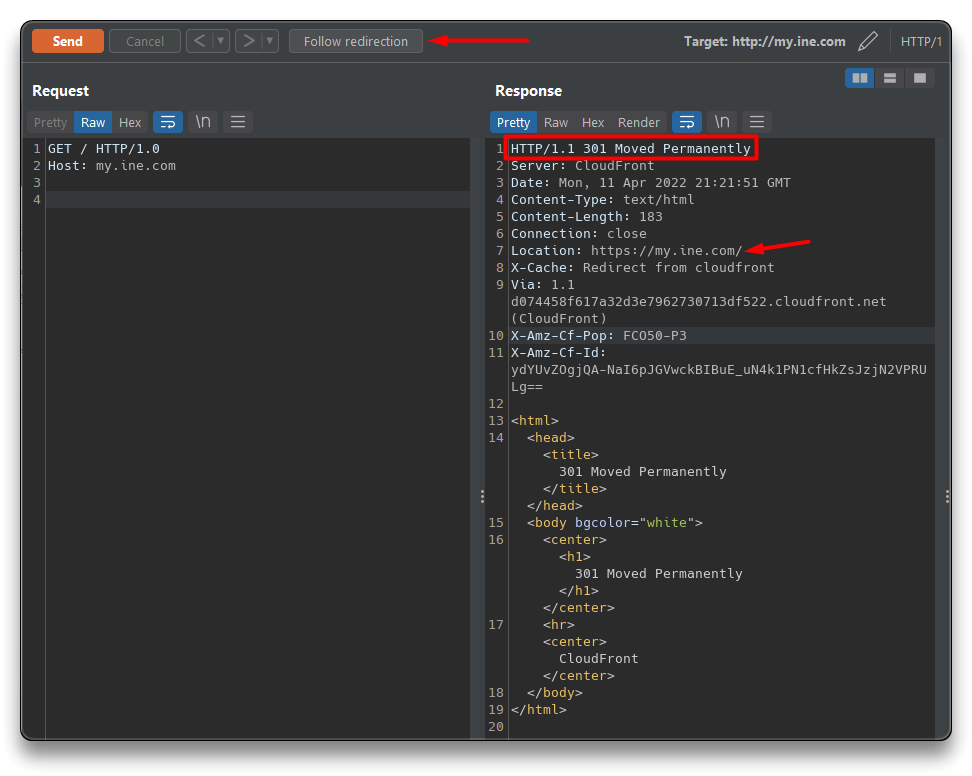 Send
Cancel
<
>
Follow redirection
Target: http://my.ine.com
HTTP/1
Request
Pretty Raw Hex \n
1 GET / HTTP/1.0
2 Host: my.ine.com
3
4
Response
Pretty Raw Hex Render \n
1 HTTP/1.1 301 Moved Permanently
2 Server: CloudFront
3 Date: Mon, 11 Apr 2022 21:21:51 GMT
4 Content-Type: text/html
5 Content-Length: 183
6 Connection: close
7 Location: https://my.ine.com/
8 X-Cache: Redirect from cloudfront
9 Via: 1.1
d074458f617a32d3e7962730713df522.cloudfront.net
(CloudFront)
10 X-Amz-Cf-Pop: FCO50-P3
11 X-Amz-Cf-Id:
ydYUvZOgjQA-NaI6pJGVwckBIBuE_uN4k1PN1cfHkZsJzjN2VPRU
Lg==
12
13 <html>
14 <head>
<title>
301 Moved Permanently
</title>
</head>
15 <body bgcolor="white">
16 <center>
<h1>
301 Moved Permanently
</h1>
</center>
17 <hr>
<center>
CloudFront
</center>
18 </body>
19 </html>
20